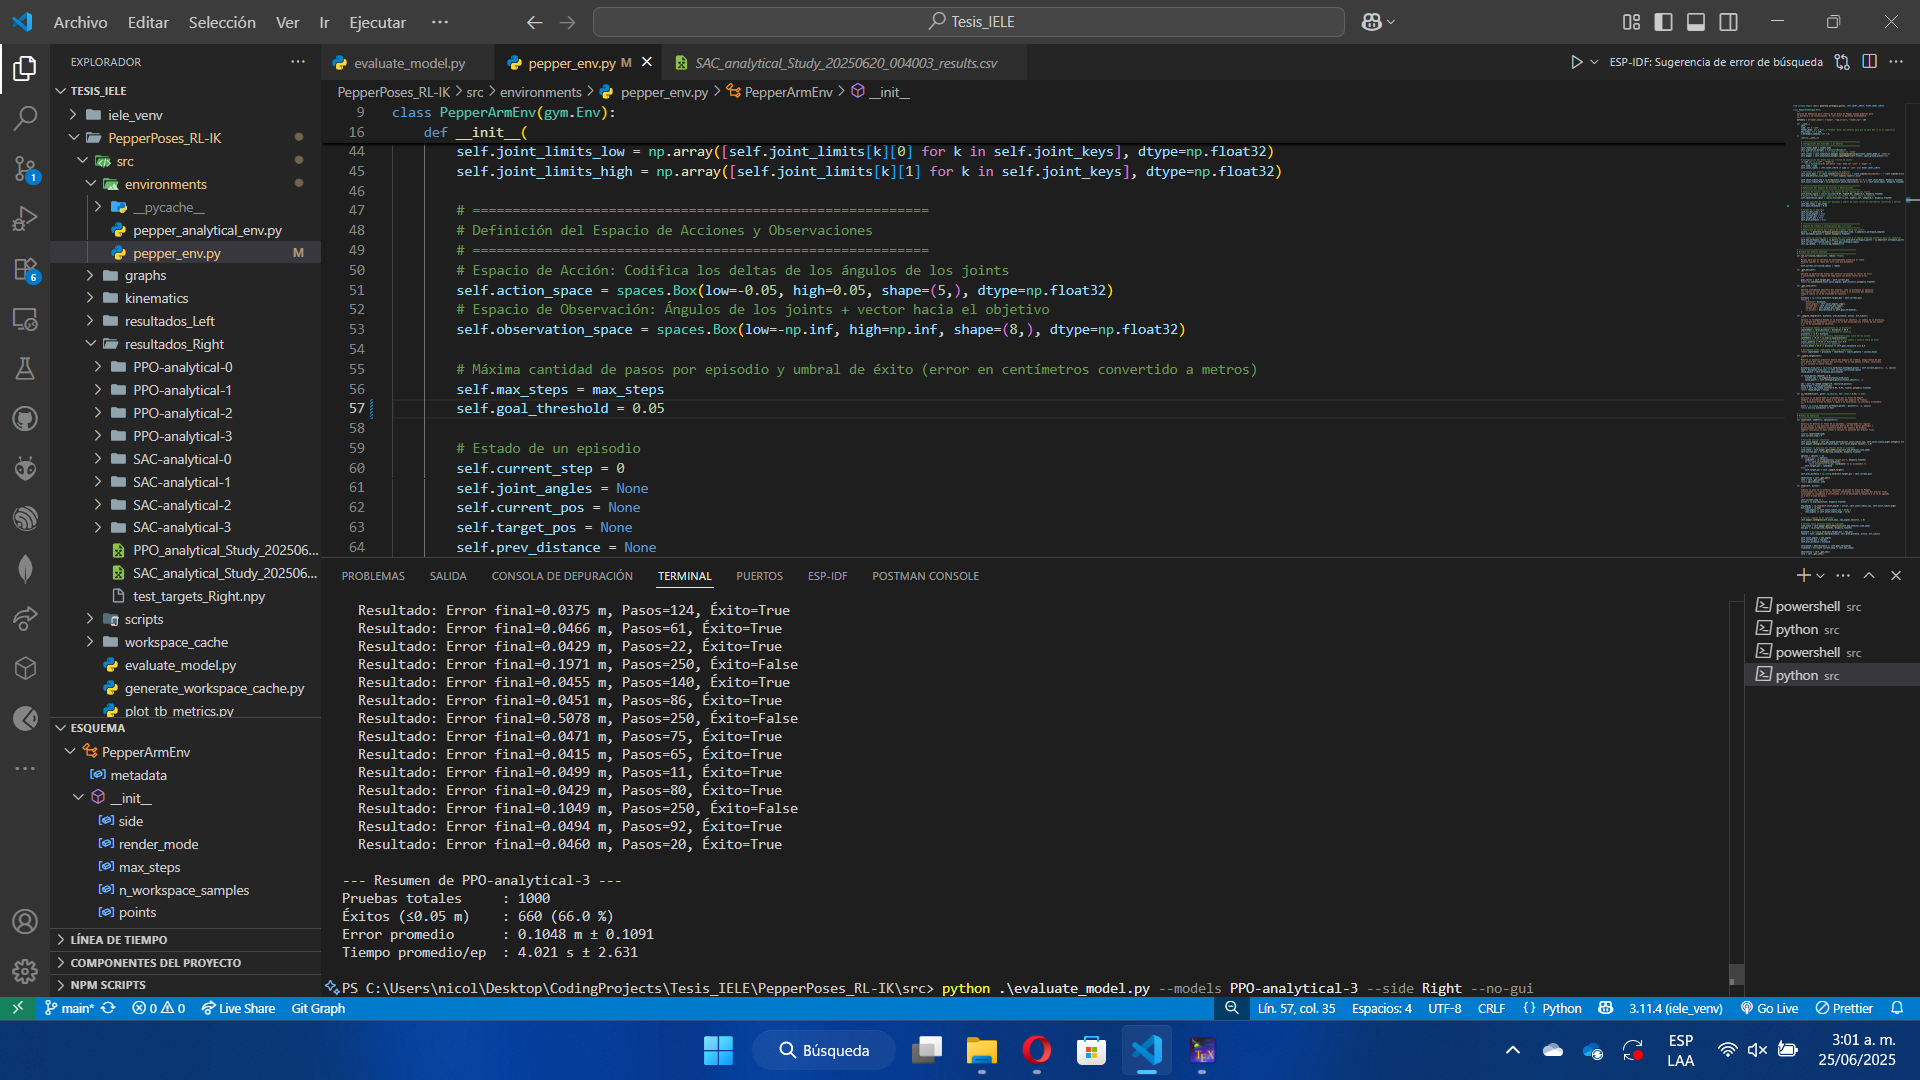 Archivo Editar Selección Ver Ir Ejecutar ···
Tesis_IELE
EXPLORADOR ···
TESIS_IELE
iele_venv
PepperPoses_RL-IK
src
environments
__pycache__
pepper_analytical_env.py
pepper_env.py M
graphs
kinematics
resultados_Left
resultados_Right
PPO-analytical-0
PPO-analytical-1
PPO-analytical-2
PPO-analytical-3
SAC-analytical-0
SAC-analytical-1
SAC-analytical-2
SAC-analytical-3
PPO_analytical_Study_202506...
SAC_analytical_Study_202506...
test_targets_Right.npy
scripts
workspace_cache
evaluate_model.py
generate_workspace_cache.py
plot_tb_metrics.py
ESQUEMA
PepperArmEnv
metadata
__init__
side
render_mode
max_steps
n_workspace_samples
points
LÍNEA DE TIEMPO
COMPONENTES DEL PROYECTO
NPM SCRIPTS
1
6
evaluate_model.py
pepper_env.py M
SAC_analytical_Study_20250620_004003_results.csv
ESP-IDF: Sugerencia de error de búsqueda
PepperPoses_RL-IK > src > environments > pepper_env.py > PepperArmEnv > __init__
9 class PepperArmEnv(gym.Env):
16 def __init__(
44 self.joint_limits_low = np.array([self.joint_limits[k][0] for k in self.joint_keys], dtype=np.float32)
45 self.joint_limits_high = np.array([self.joint_limits[k][1] for k in self.joint_keys], dtype=np.float32)
46
47 # =========================================================
48 # Definición del Espacio de Acciones y Observaciones
49 # =========================================================
50 # Espacio de Acción: Codifica los deltas de los ángulos de los joints
51 self.action_space = spaces.Box(low=-0.05, high=0.05, shape=(5,), dtype=np.float32)
52 # Espacio de Observación: Ángulos de los joints + vector hacia el objetivo
53 self.observation_space = spaces.Box(low=-np.inf, high=np.inf, shape=(8,), dtype=np.float32)
54
55 # Máxima cantidad de pasos por episodio y umbral de éxito (error en centímetros convertido a metros)
56 self.max_steps = max_steps
57 self.goal_threshold = 0.05
58
59 # Estado de un episodio
60 self.current_step = 0
61 self.joint_angles = None
62 self.current_pos = None
63 self.target_pos = None
64 self.prev_distance = None
PROBLEMAS SALIDA CONSOLA DE DEPURACIÓN TERMINAL PUERTOS ESP-IDF POSTMAN CONSOLE
Resultado: Error final=0.0375 m, Pasos=124, Éxito=True
Resultado: Error final=0.0466 m, Pasos=61, Éxito=True
Resultado: Error final=0.0429 m, Pasos=22, Éxito=True
Resultado: Error final=0.1971 m, Pasos=250, Éxito=False
Resultado: Error final=0.0455 m, Pasos=140, Éxito=True
Resultado: Error final=0.0451 m, Pasos=86, Éxito=True
Resultado: Error final=0.5078 m, Pasos=250, Éxito=False
Resultado: Error final=0.0471 m, Pasos=75, Éxito=True
Resultado: Error final=0.0415 m, Pasos=65, Éxito=True
Resultado: Error final=0.0499 m, Pasos=11, Éxito=True
Resultado: Error final=0.0429 m, Pasos=80, Éxito=True
Resultado: Error final=0.1049 m, Pasos=250, Éxito=False
Resultado: Error final=0.0494 m, Pasos=92, Éxito=True
Resultado: Error final=0.0460 m, Pasos=20, Éxito=True
--- Resumen de PPO-analytical-3 ---
Pruebas totales : 1000
Éxitos (≤0.05 m) : 660 (66.0 %)
Error promedio : 0.1048 m ± 0.1091
Tiempo promedio/ep : 4.021 s ± 2.631
PS C:\Users\nicol\Desktop\CodingProjects\Tesis_IELE\PepperPoses_RL-IK\src> python .\evaluate_model.py --models PPO-analytical-3 --side Right --no-gui
powershell src
python src
powershell src
python src
main* 0 0 Live Share Git Graph
Lín. 57, col. 35 Espacios: 4 UTF-8 CRLF { } Python 3.11.4 (iele_venv) Go Live Prettier
Búsqueda
ESP
LAA
3:01 a. m.
25/06/2025